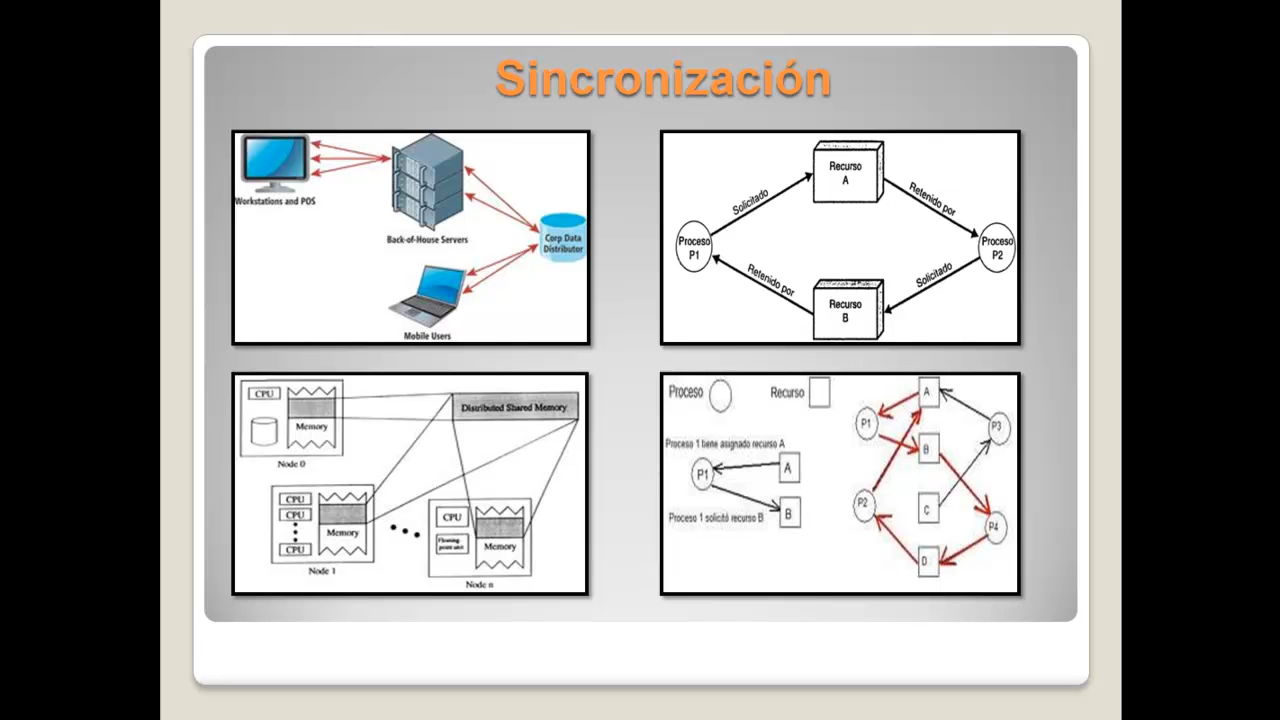 Sincronización
Workstations and POS
Back-of-House Servers
Corp Data
Distributor
Mobile Users
Recurso
A
Solicitado
Retenido por
Proceso
P1
Proceso
P2
Retenido por
Solicitado
Recurso
B
CPU
Memory
Node 0
Distributed Shared Memory
CPU
CPU
CPU
Memory
Node 1
CPU
Floating
point unit
Memory
Node n
Proceso
Recurso
Proceso 1 tiene asignado recurso A
P1
A
B
Proceso 1 solicitó recurso B
A
P1
P3
B
P2
C
P4
D